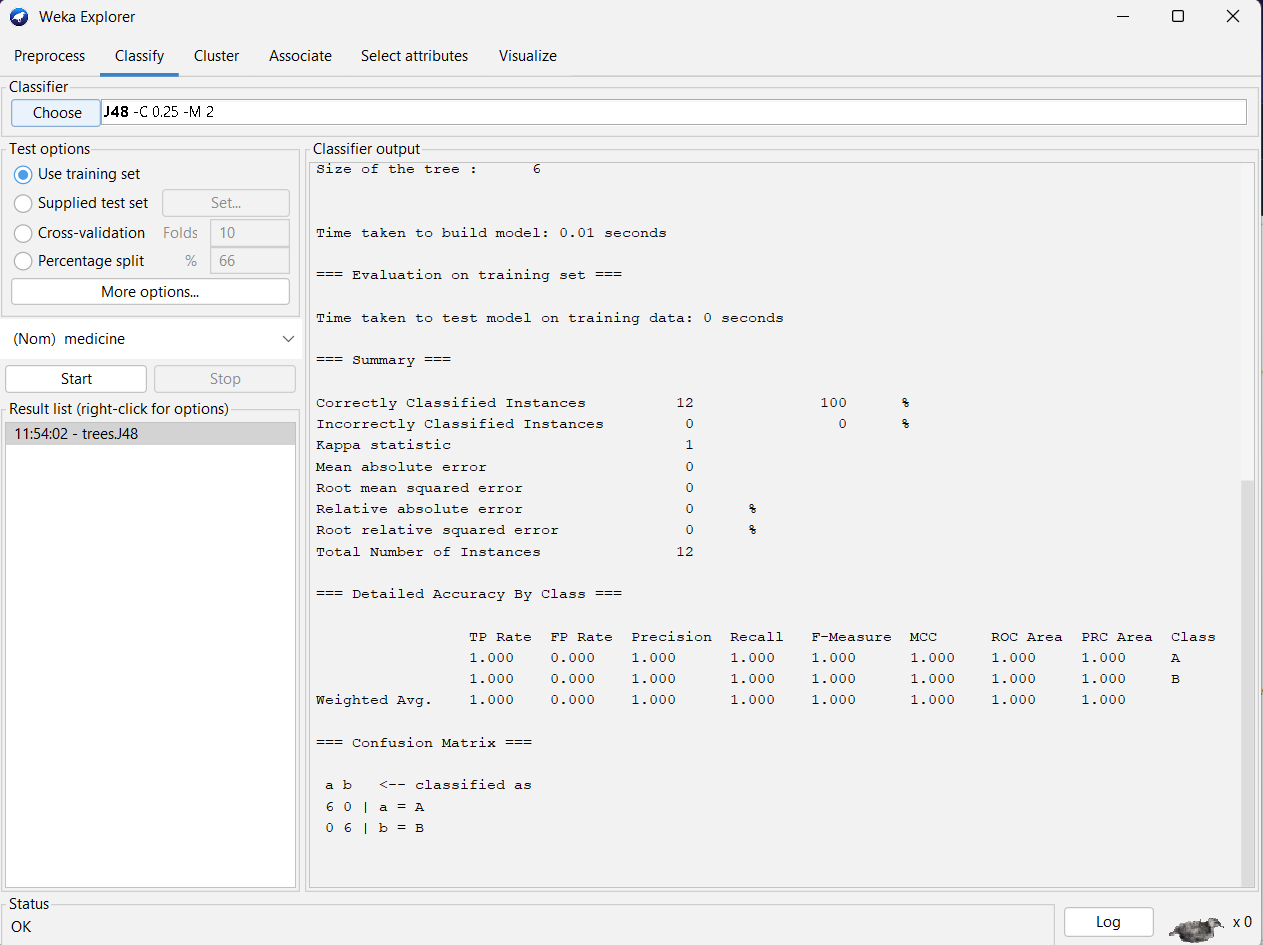 Weka Explorer
Preprocess Classify Cluster Associate Select attributes Visualize
Classifier
Choose J48 -C 0.25 -M 2
Test options
Use training set
Supplied test set Set...
Cross-validation Folds 10
Percentage split % 66
More options...
(Nom) medicine
Start Stop
Result list (right-click for options)
11:54:02 - trees.J48
Classifier output
Size of the tree : 6
Time taken to build model: 0.01 seconds
=== Evaluation on training set ===
Time taken to test model on training data: 0 seconds
=== Summary ===
Correctly Classified Instances 12 100 %
Incorrectly Classified Instances 0 0 %
Kappa statistic 1
Mean absolute error 0
Root mean squared error 0
Relative absolute error 0 %
Root relative squared error 0 %
Total Number of Instances 12
=== Detailed Accuracy By Class ===
TP Rate FP Rate Precision Recall F-Measure MCC ROC Area PRC Area Class
1.000 0.000 1.000 1.000 1.000 1.000 1.000 1.000 A
1.000 0.000 1.000 1.000 1.000 1.000 1.000 1.000 B
Weighted Avg. 1.000 0.000 1.000 1.000 1.000 1.000 1.000 1.000
=== Confusion Matrix ===
a b <-- classified as
6 0 | a = A
0 6 | b = B
Status
OK
Log
x 0